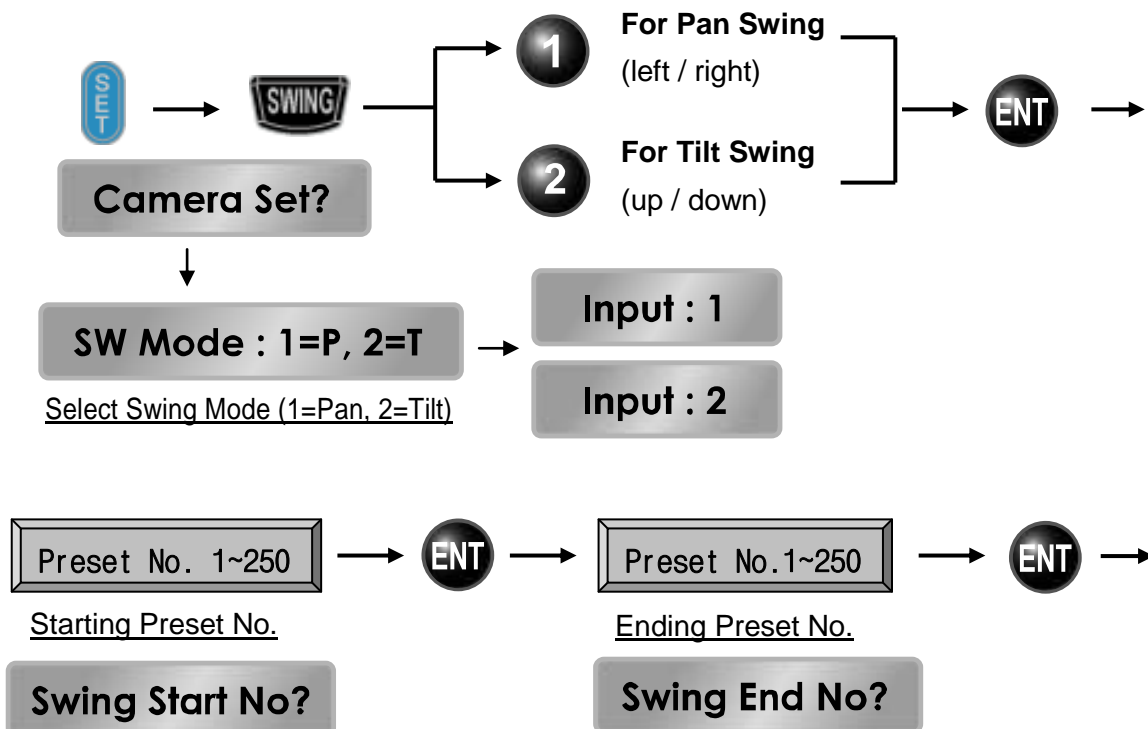 1
For Pan Swing
(left / right)
SET
SWING
ENT
2
For Tilt Swing
(up / down)
Camera Set?
SW Mode : 1=P, 2=T
Input : 1
Input : 2
Select Swing Mode (1=Pan, 2=Tilt)
Preset No. 1~250
ENT
Preset No.1~250
ENT
Starting Preset No.
Ending Preset No.
Swing Start No?
Swing End No?